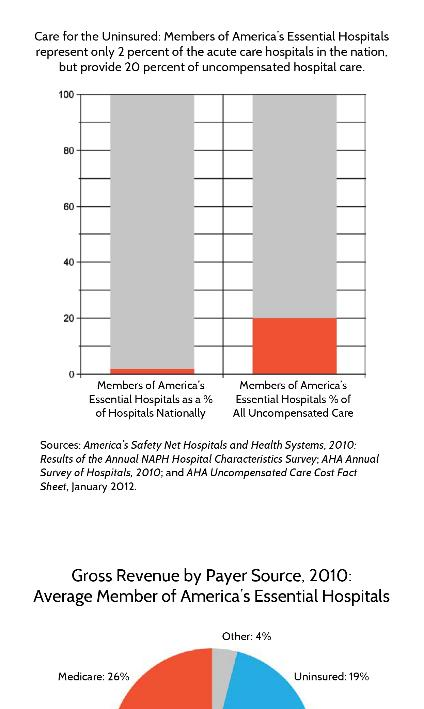 Care for the Uninsured: Members of America's Essential Hospitals
represent only 2 percent of the acute care hospitals in the nation,
but provide 20 percent of uncompensated hospital care.
100
80
60
40
20
0
Members of America's
Essential Hospitals as a %
of Hospitals Nationally
Members of America's
Essential Hospitals % of
All Uncompensated Care
Sources: America's Safety Net Hospitals and Health Systems, 2010:
Results of the Annual NAPH Hospital Characteristics Survey; AHA Annual
Survey of Hospitals, 2010; and AHA Uncompensated Care Cost Fact
Sheet, January 2012.
Gross Revenue by Payer Source, 2010:
Average Member of America's Essential Hospitals
Other: 4%
Medicare: 26%
Uninsured: 19%